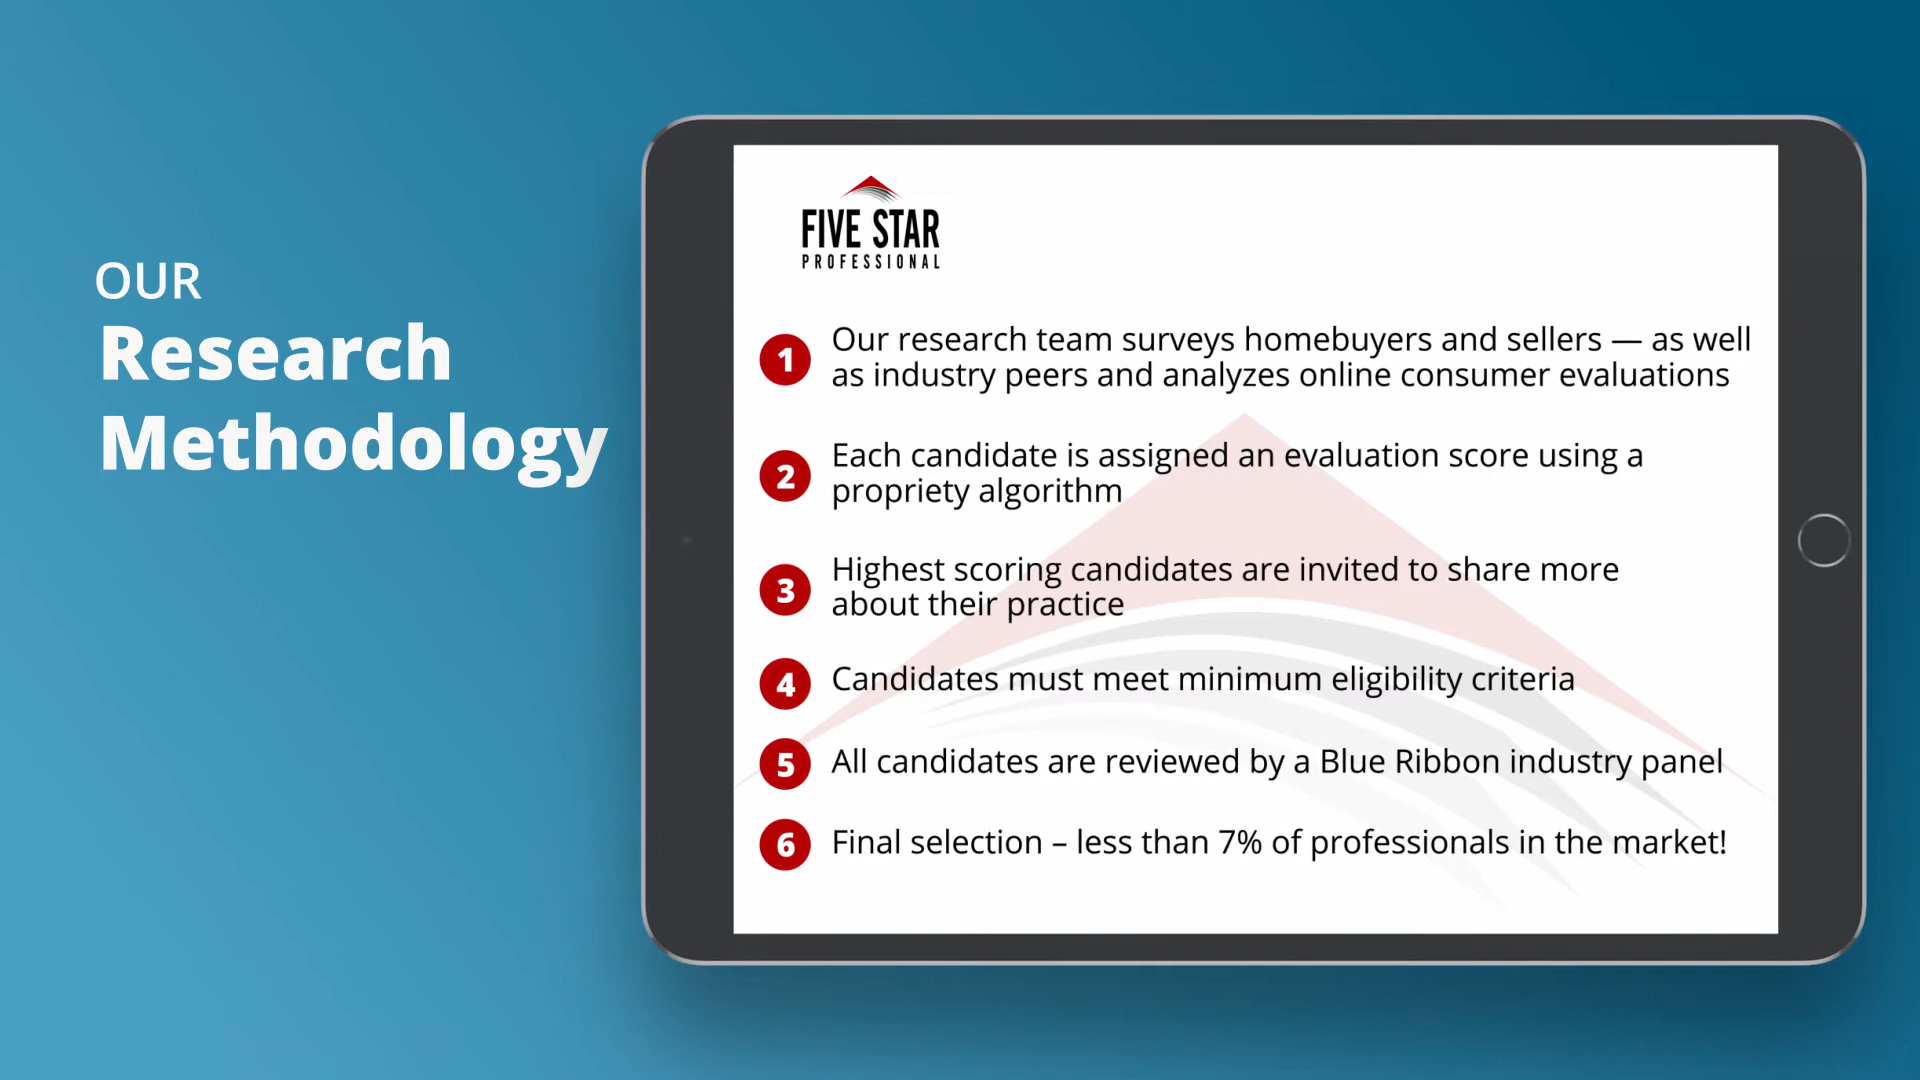 OUR
Research
Methodology
FIVE STAR
PROFESSIONAL
1 Our research team surveys homebuyers and sellers — as well
as industry peers and analyzes online consumer evaluations
2 Each candidate is assigned an evaluation score using a
propriety algorithm
3 Highest scoring candidates are invited to share more
about their practice
4 Candidates must meet minimum eligibility criteria
5 All candidates are reviewed by a Blue Ribbon industry panel
6 Final selection – less than 7% of professionals in the market!